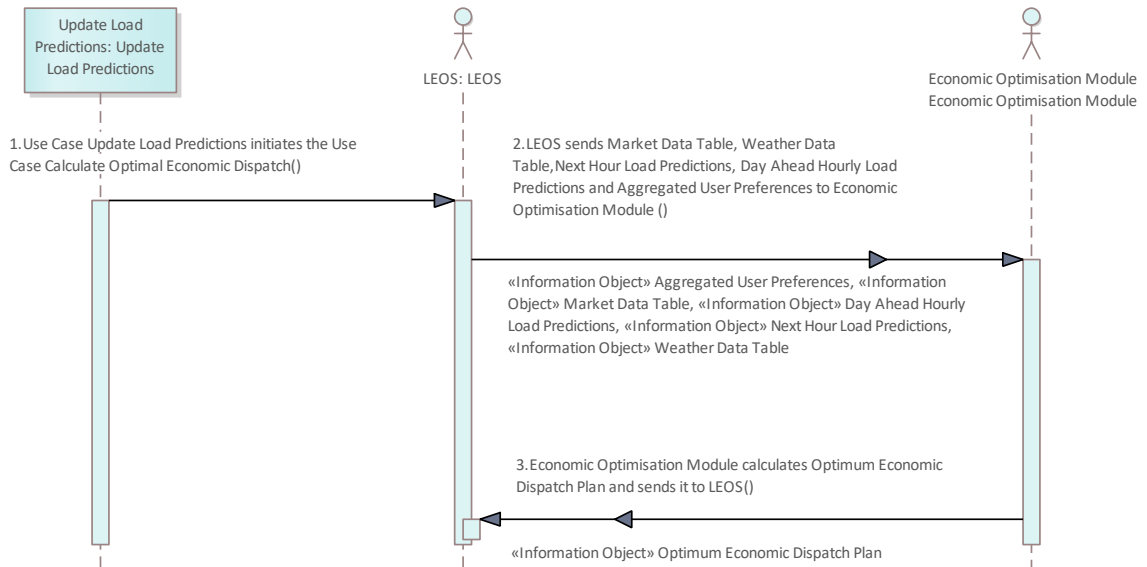 Update Load
Predictions: Update
Load Predictions
LEOS: LEOS
Economic Optimisation Module
Economic Optimisation Module
1.Use Case Update Load Predictions initiates the Use
Case Calculate Optimal Economic Dispatch()
2.LEOS sends Market Data Table, Weather Data
Table,Next Hour Load Predictions, Day Ahead Hourly Load
Predictions and Aggregated User Preferences to Economic
Optimisation Module ()
«Information Object» Aggregated User Preferences, «Information
Object» Market Data Table, «Information Object» Day Ahead Hourly
Load Predictions, «Information Object» Next Hour Load Predictions,
«Information Object» Weather Data Table
3.Economic Optimisation Module calculates Optimum Economic
Dispatch Plan and sends it to LEOS()
«Information Object» Optimum Economic Dispatch Plan